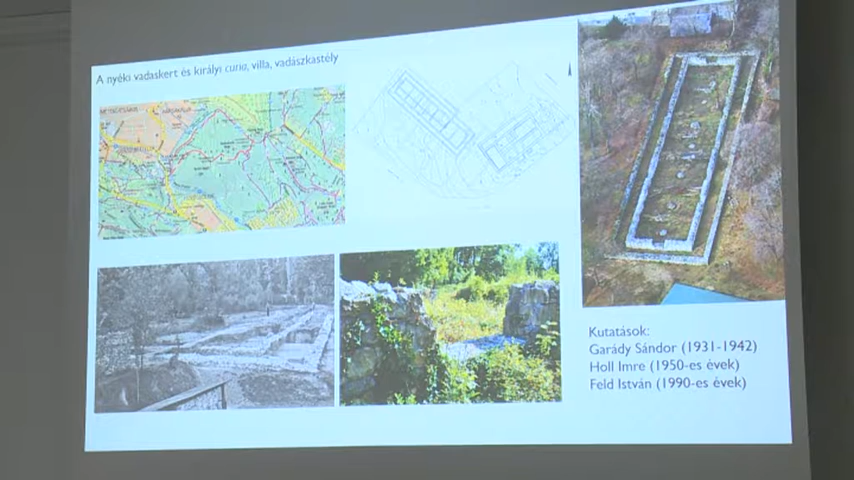 A nyéki vadaskert és királyi curia, villa, vadászkastély
Kutatások:
Garády Sándor (1931-1942)
Holl Imre (1950-es évek)
Feld István (1990-es évek)